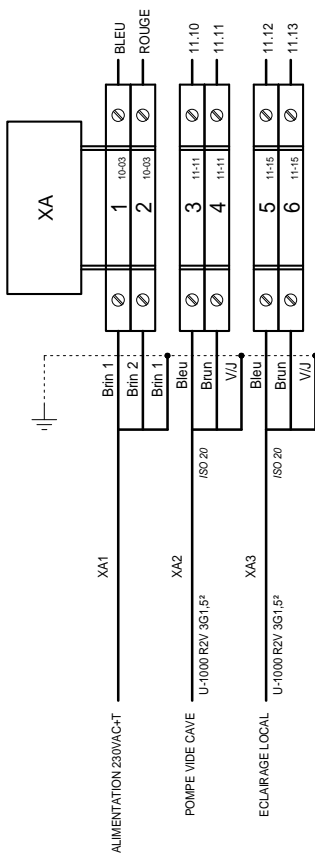 XA
BLEU
ROUGE
11.10
11.11
11.12
11.13
1 10-03
2 10-03
3 11-11
4 11-11
5 11-15
6 11-15
Brin 1
Brin 2
Brin 1
Bleu
Brun
V/J
Bleu
Brun
V/J
ISO 20
ISO 20
XA1
XA2
XA3
U-1000 R2V 3G1,5²
U-1000 R2V 3G1,5²
ALIMENTATION 230VAC+T
POMPE VIDE CAVE
ECLAIRAGE LOCAL